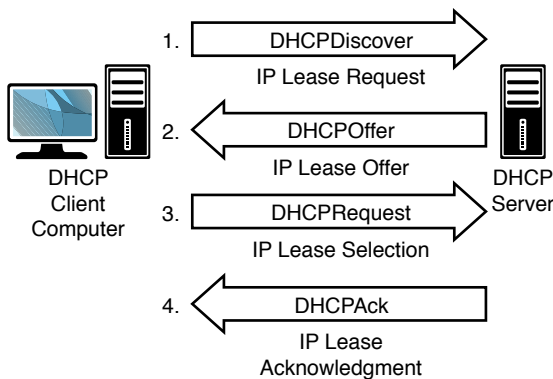 1. DHCPDiscover
IP Lease Request
2. DHCPOffer
IP Lease Offer
DHCP
Client
Computer
DHCP
Server
3. DHCPRequest
IP Lease Selection
4. DHCPAck
IP Lease
Acknowledgment